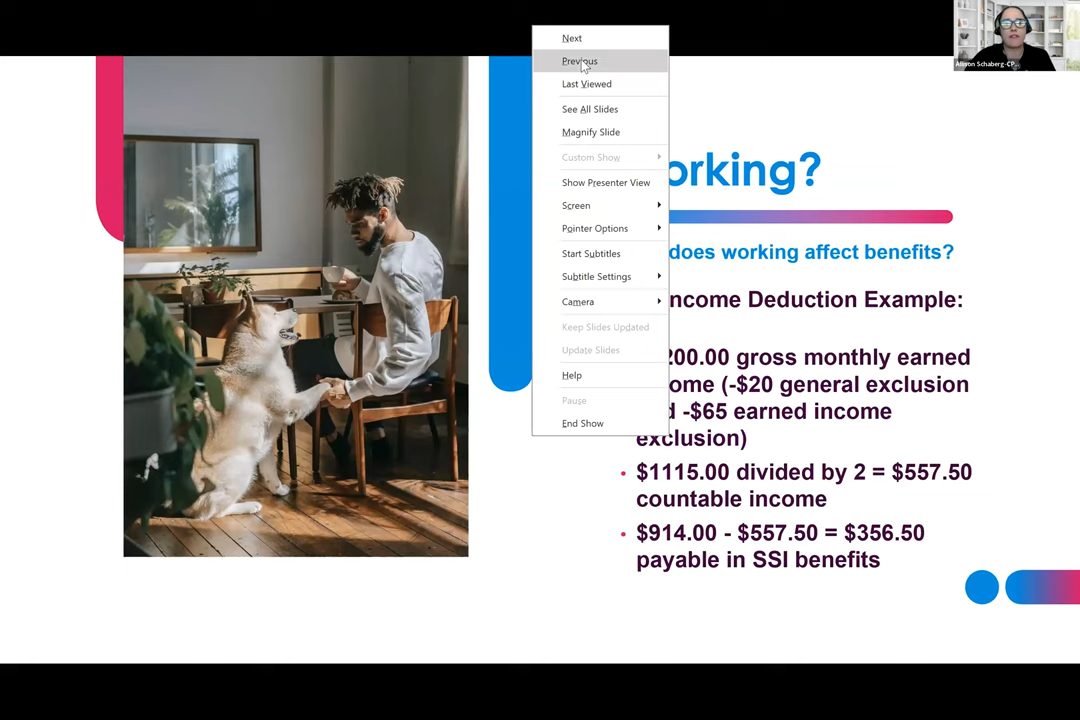 Next
Previous
Last Viewed
See All Slides
Magnify Slide
Custom Show
Show Presenter View
Screen
Pointer Options
Start Subtitles
Subtitle Settings
Camera
Keep Slides Updated
Update Slides
Help
Pause
End Show
Alison Schaberg-CP...
orking?
does working affect benefits?
ncome Deduction Example:
200.00 gross monthly earned
ome (-$20 general exclusion
d -$65 earned income
exclusion)
• $1115.00 divided by 2 = $557.50
countable income
• $914.00 - $557.50 = $356.50
payable in SSI benefits